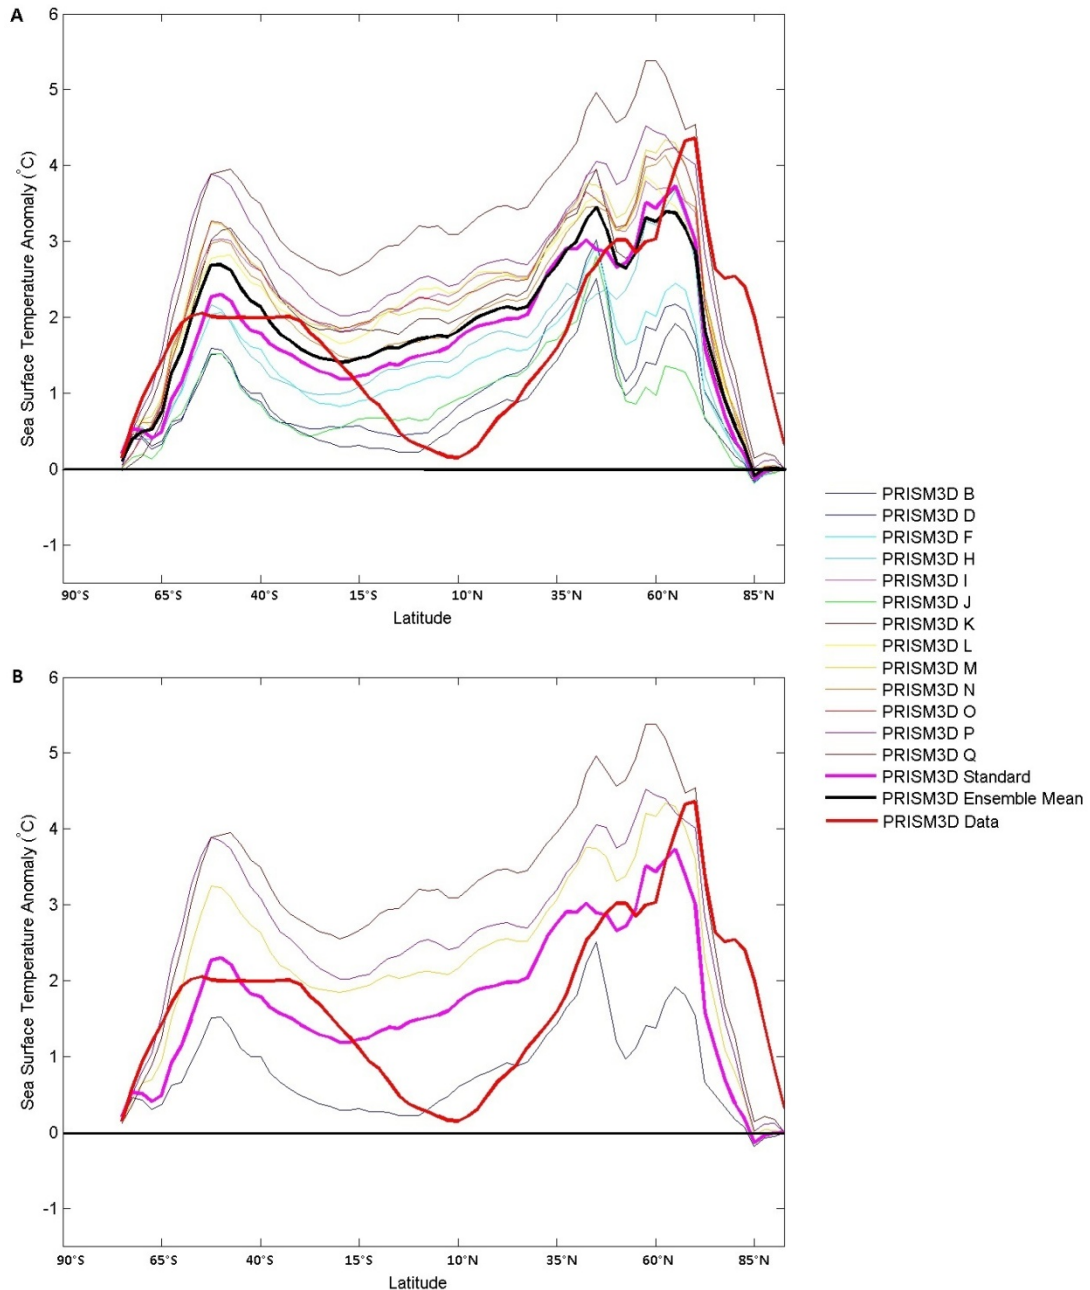 A
6
5
4
3
2
1
0
-1
Sea Surface Temperature Anomaly (°C)
90°S 65°S 40°S 15°S 10°N 35°N 60°N 85°N
Latitude
PRISM3D B
PRISM3D D
PRISM3D F
PRISM3D H
PRISM3D I
PRISM3D J
PRISM3D K
PRISM3D L
PRISM3D M
PRISM3D N
PRISM3D O
PRISM3D P
PRISM3D Q
PRISM3D Standard
PRISM3D Ensemble Mean
PRISM3D Data
B
6
5
4
3
2
1
0
-1
Sea Surface Temperature Anomaly (°C)
90°S 65°S 40°S 15°S 10°N 35°N 60°N 85°N
Latitude